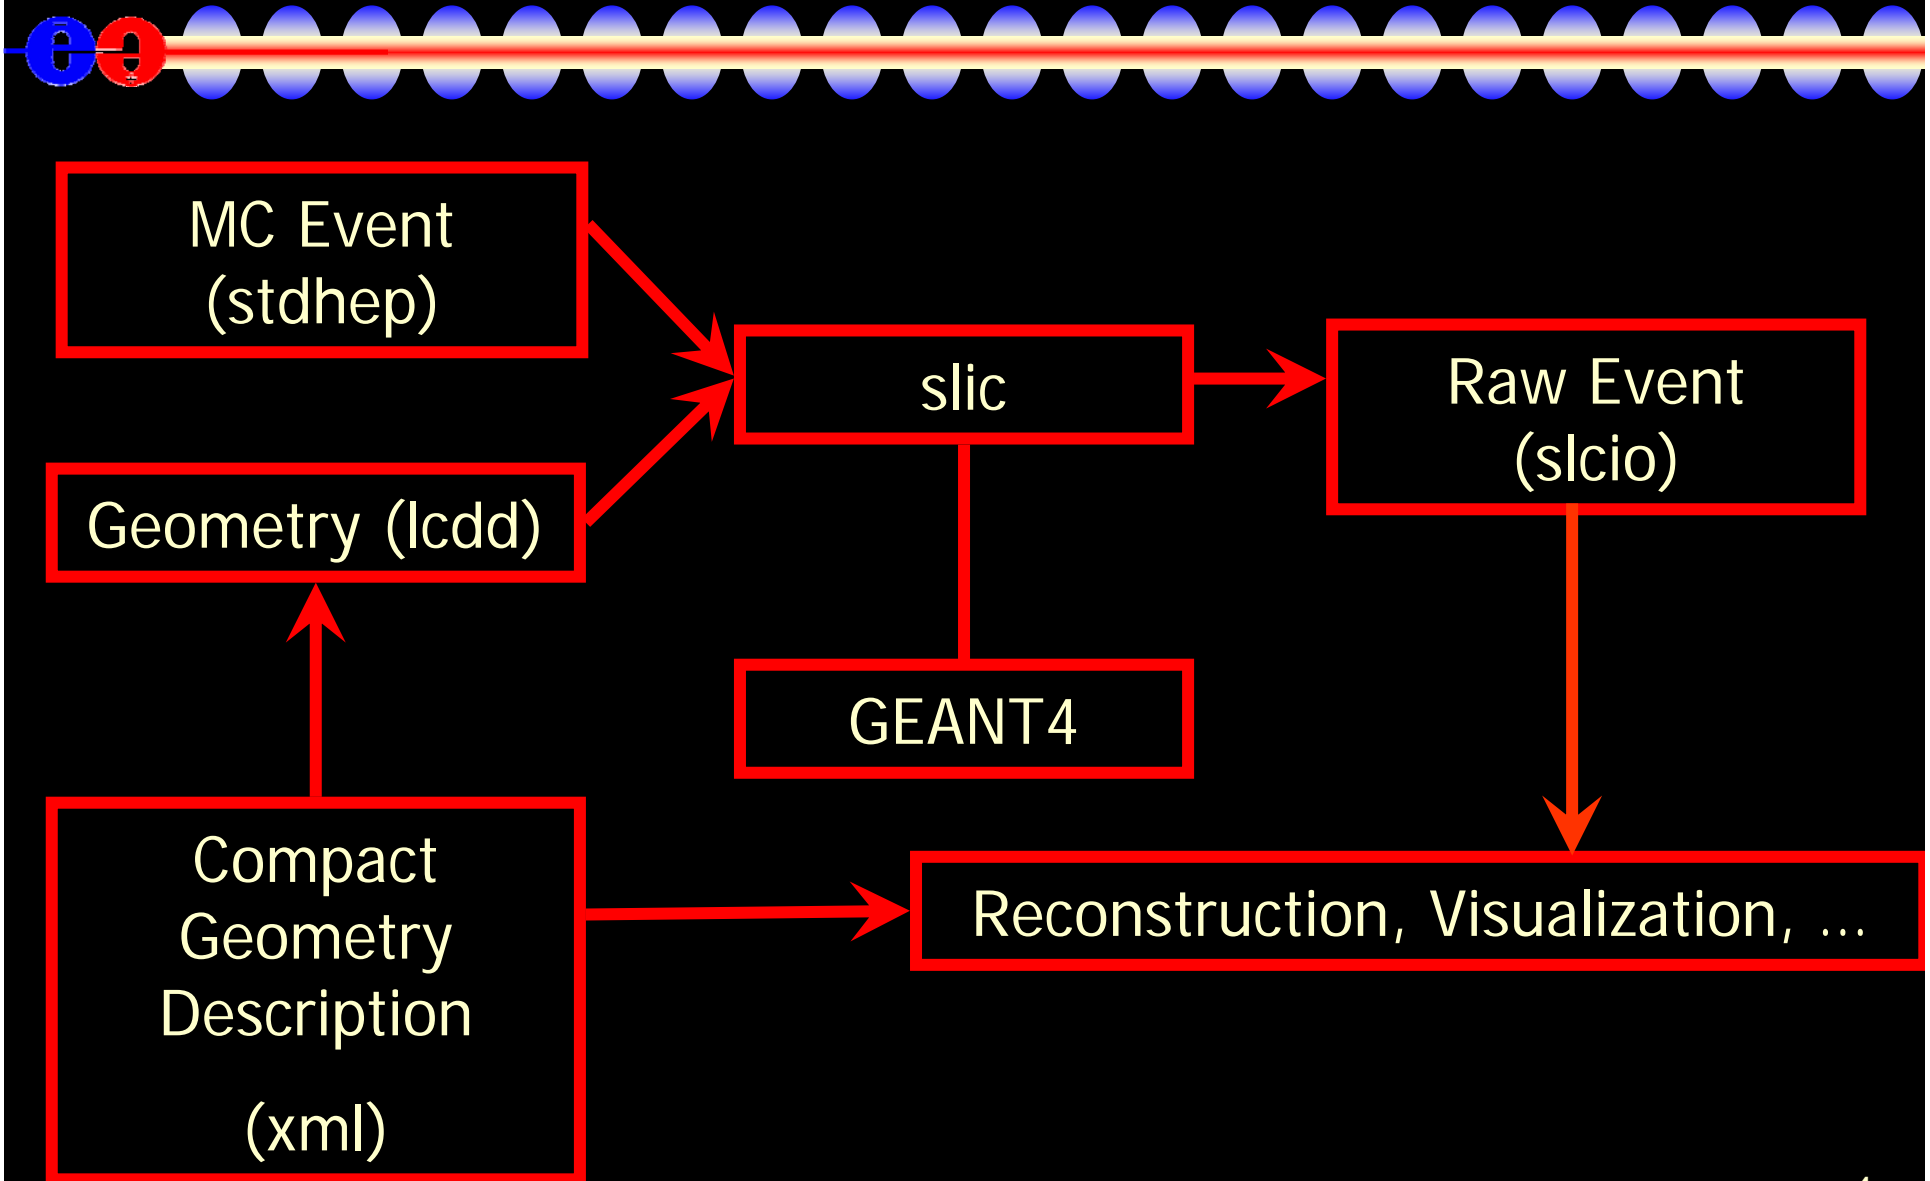 MC Event
(stdhep)
slic
Raw Event
(slcio)
Geometry (lcdd)
GEANT4
Compact
Geometry
Description
(xml)
Reconstruction, Visualization, ...